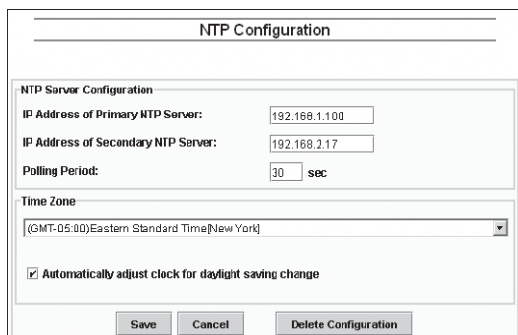 NTP Configuration
NTP Server Configuration
IP Address of Primary NTP Server: 192.168.1.100
IP Address of Secondary NTP Server: 192.168.2.17
Polling Period: 30 sec
Time Zone
(GMT-05:00)Eastern Standard Time[New York]
Automatically adjust clock for daylight saving change
Save Cancel Delete Configuration